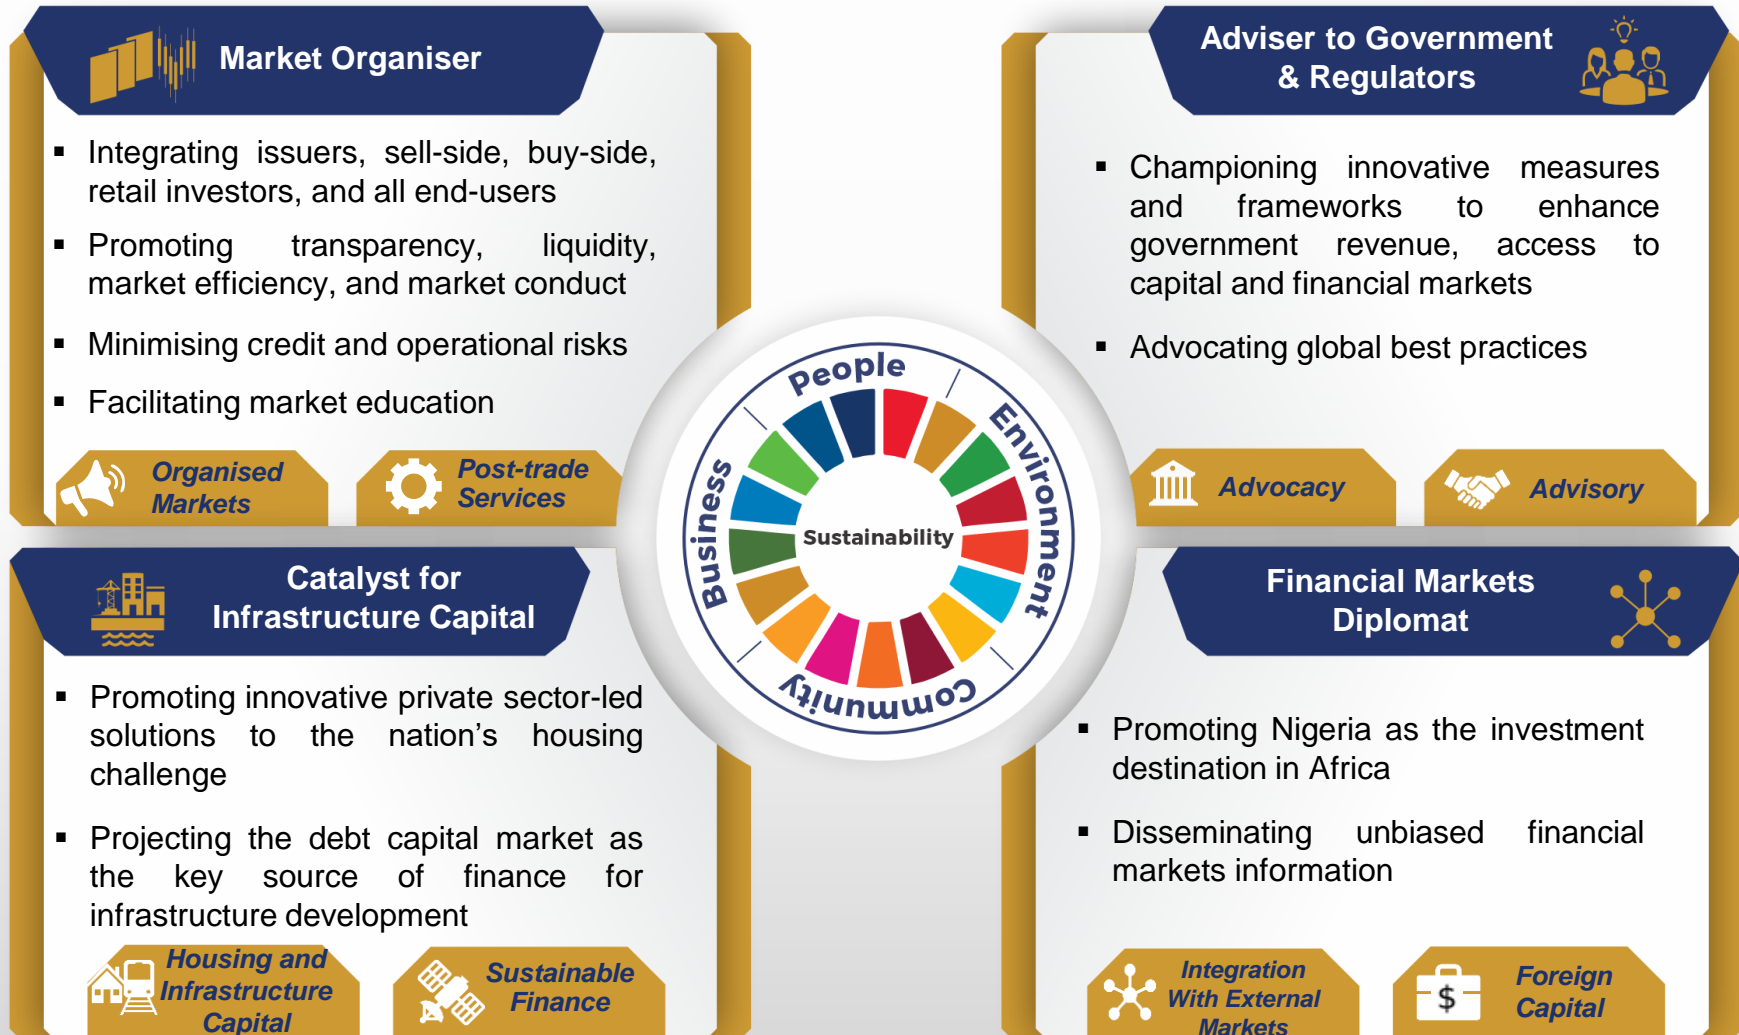 Market Organiser
▪ Integrating issuers, sell-side, buy-side,
retail investors, and all end-users
▪ Promoting transparency, liquidity,
market efficiency, and market conduct
▪ Minimising credit and operational risks
▪ Facilitating market education
Organised
Markets
Post-trade
Services
Adviser to Government
& Regulators
▪ Championing innovative measures
and frameworks to enhance
government revenue, access to
capital and financial markets
▪ Advocating global best practices
Advocacy
Advisory
People
Environment
Community
Business
Sustainability
Catalyst for
Infrastructure Capital
▪ Promoting innovative private sector-led
solutions to the nation’s housing
challenge
▪ Projecting the debt capital market as
the key source of finance for
infrastructure development
Housing and
Infrastructure
Capital
Sustainable
Finance
Financial Markets
Diplomat
▪ Promoting Nigeria as the investment
destination in Africa
▪ Disseminating unbiased financial
markets information
Integration
With External
Markets
$
Foreign
Capital